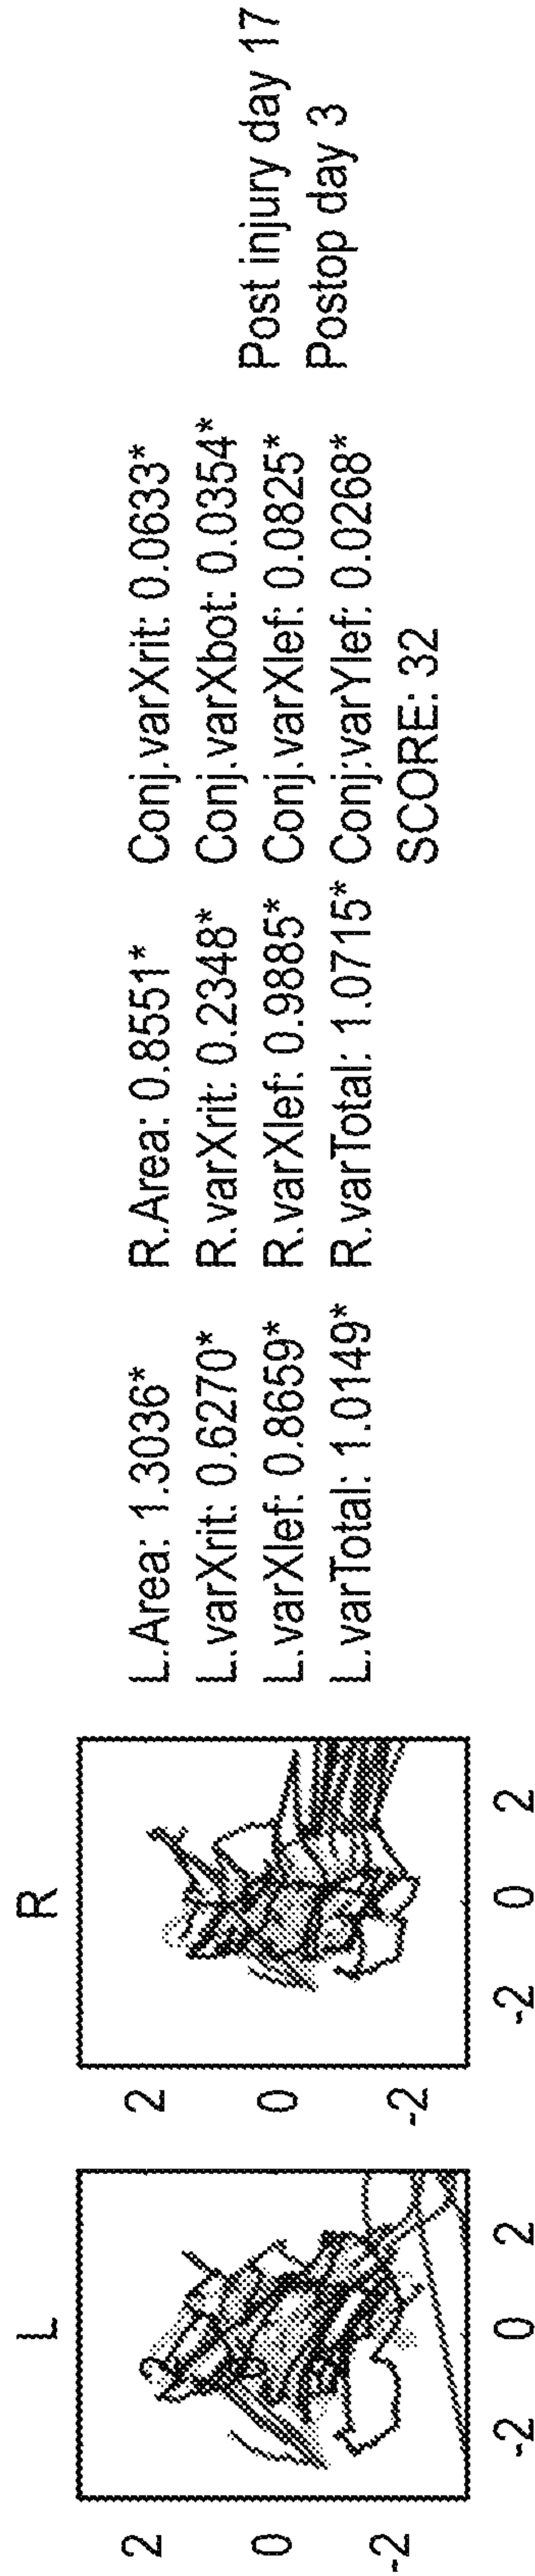 L
2
0
-2
-2
0
2
R
2
0
-2
-2
0
2
L.Area: 1.3036*
L.varXrit: 0.6270*
L.varXlef: 0.8659*
L.varTotal: 1.0149*
R.Area: 0.8551*
R.varXrit: 0.2348*
R.varXlef: 0.9885*
R.varTotal: 1.0715*
Conj.varXrit: 0.0633*
Conj.varXbot: 0.0354*
Conj.varXlef: 0.0825*
Conj.varYlef: 0.0268*
SCORE: 32
Post injury day 17
Postop day 3